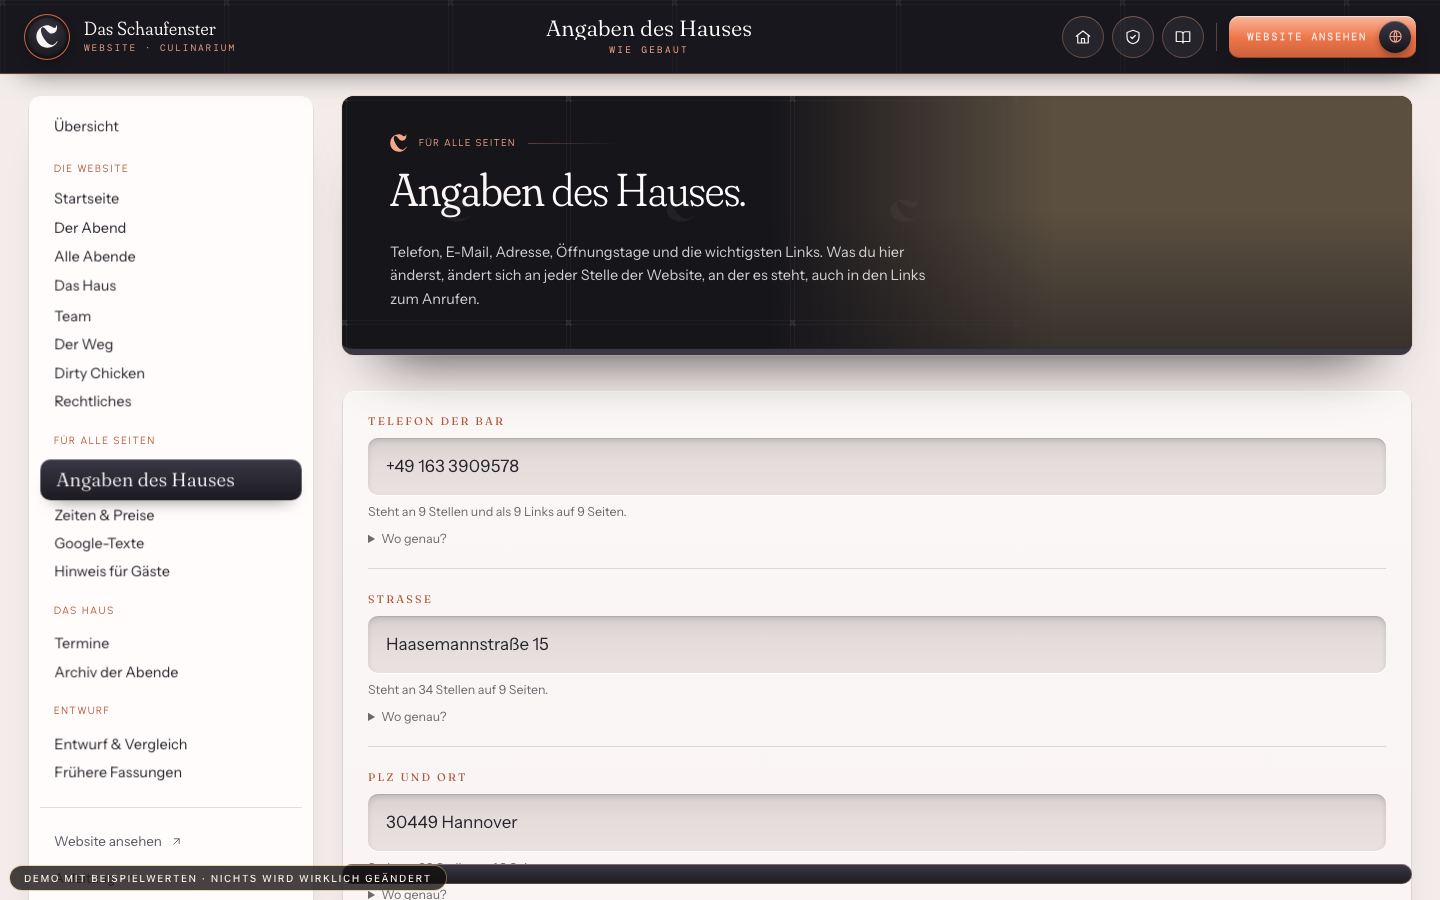 Das Schaufenster
WEBSITE · CULINARIUM
Angaben des Hauses
WIE GEBAUT
WEBSITE ANSEHEN
Übersicht
DIE WEBSITE
Startseite
Der Abend
Alle Abende
Das Haus
Team
Der Weg
Dirty Chicken
Rechtliches
FÜR ALLE SEITEN
Angaben des Hauses
Zeiten & Preise
Google-Texte
Hinweis für Gäste
DAS HAUS
Termine
Archiv der Abende
ENTWURF
Entwurf & Vergleich
Frühere Fassungen
Website ansehen
FÜR ALLE SEITEN
Angaben des Hauses.
Telefon, E-Mail, Adresse, Öffnungstage und die wichtigsten Links. Was du hier
änderst, ändert sich an jeder Stelle der Website, an der es steht, auch in den Links
zum Anrufen.
TELEFON DER BAR
+49 163 3909578
Steht an 9 Stellen und als 9 Links auf 9 Seiten.
Wo genau?
STRASSE
Haasemannstraße 15
Steht an 34 Stellen auf 9 Seiten.
Wo genau?
PLZ UND ORT
30449 Hannover
Wo genau?
DEMO MIT BEISPIELWERTEN · NICHTS WIRD WIRKLICH GEÄNDERT